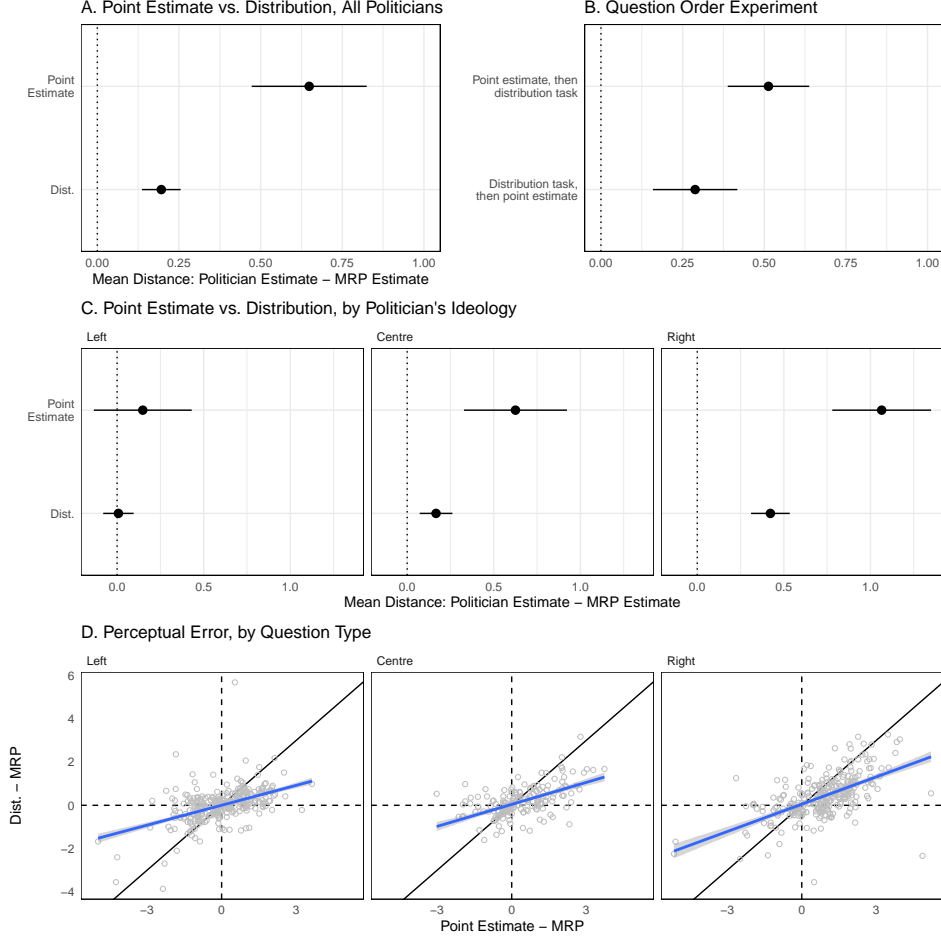 A. Point Estimate vs. Distribution, All Politicians
Point
Estimate
Dist.
0.00 0.25 0.50 0.75 1.00
Mean Distance: Politician Estimate − MRP Estimate
B. Question Order Experiment
Point estimate, then
distribution task
Distribution task,
then point estimate
0.00 0.25 0.50 0.75 1.00
C. Point Estimate vs. Distribution, by Politician's Ideology
Left Centre Right
Point
Estimate
Dist.
0.0 0.5 1.0 0.0 0.5 1.0 0.0 0.5 1.0
Mean Distance: Politician Estimate − MRP Estimate
D. Perceptual Error, by Question Type
Left Centre Right
Dist. − MRP
6
4
2
0
−2
−4
−3 0 3 −3 0 3 −3 0 3
Point Estimate − MRP